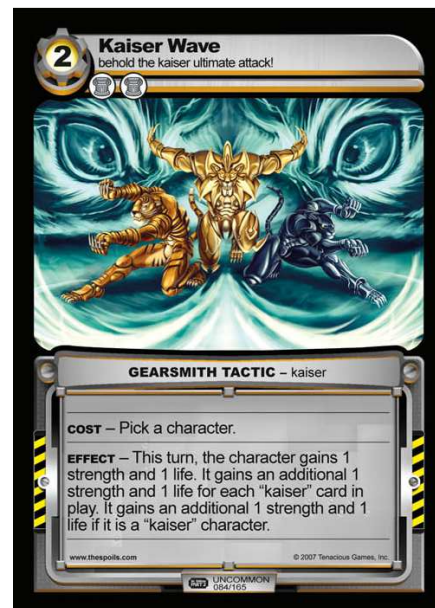 2
Kaiser Wave
behold the kaiser ultimate attack!
GEARSMITH TACTIC – kaiser
COST – Pick a character.
EFFECT – This turn, the character gains 1
strength and 1 life. It gains an additional 1
strength and 1 life for each “kaiser” card in
play. It gains an additional 1 strength and 1
life if it is a “kaiser” character.
www.thespoils.com
© 2007 Tenacious Games, Inc.
UNCOMMON
084/165